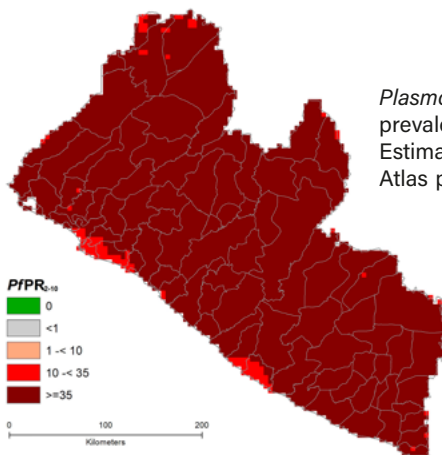 Plasmo
prevale
Estima
Atlas p
PfPR2-10
0
<1
1 -< 10
10 -< 35
>=35
0 100 200
Kilometers